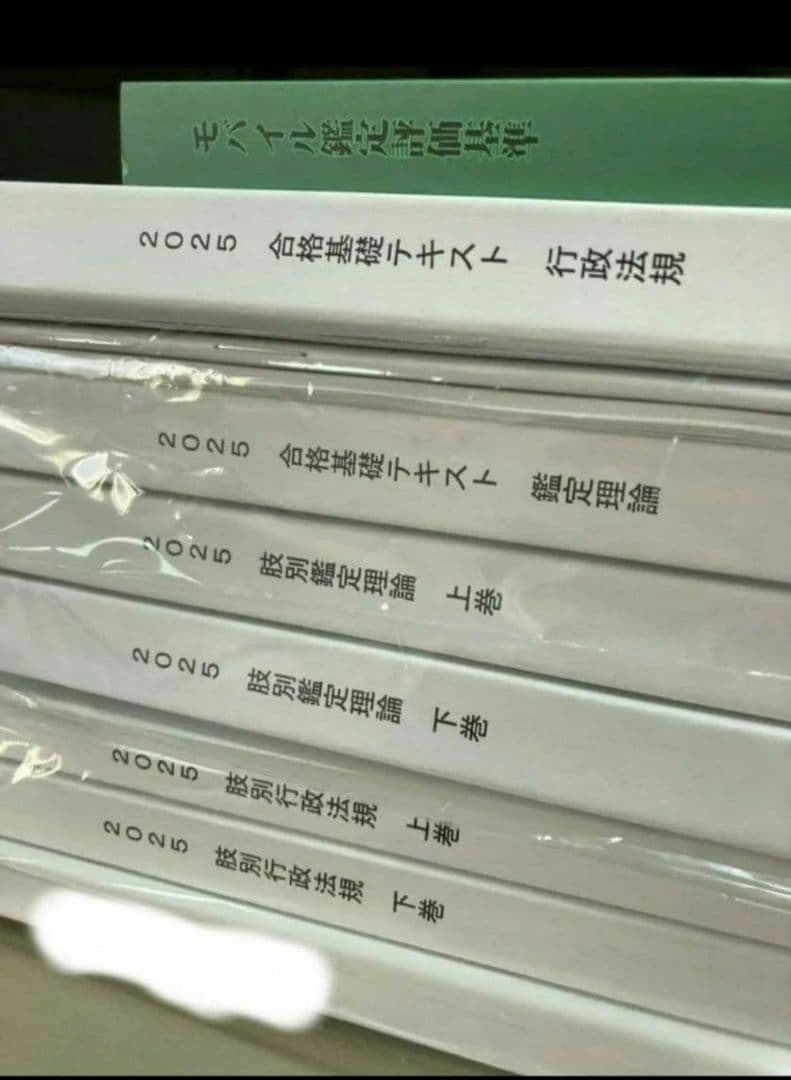 モバイル鑑定評価基準
2025 合格基礎テキスト 行政法規
2025 合格基礎テキスト 鑑定理論
2025 肢別鑑定理論 上巻
2025 肢別鑑定理論 下巻
2025 肢別行政法規 上巻
2025 肢別行政法規 下巻